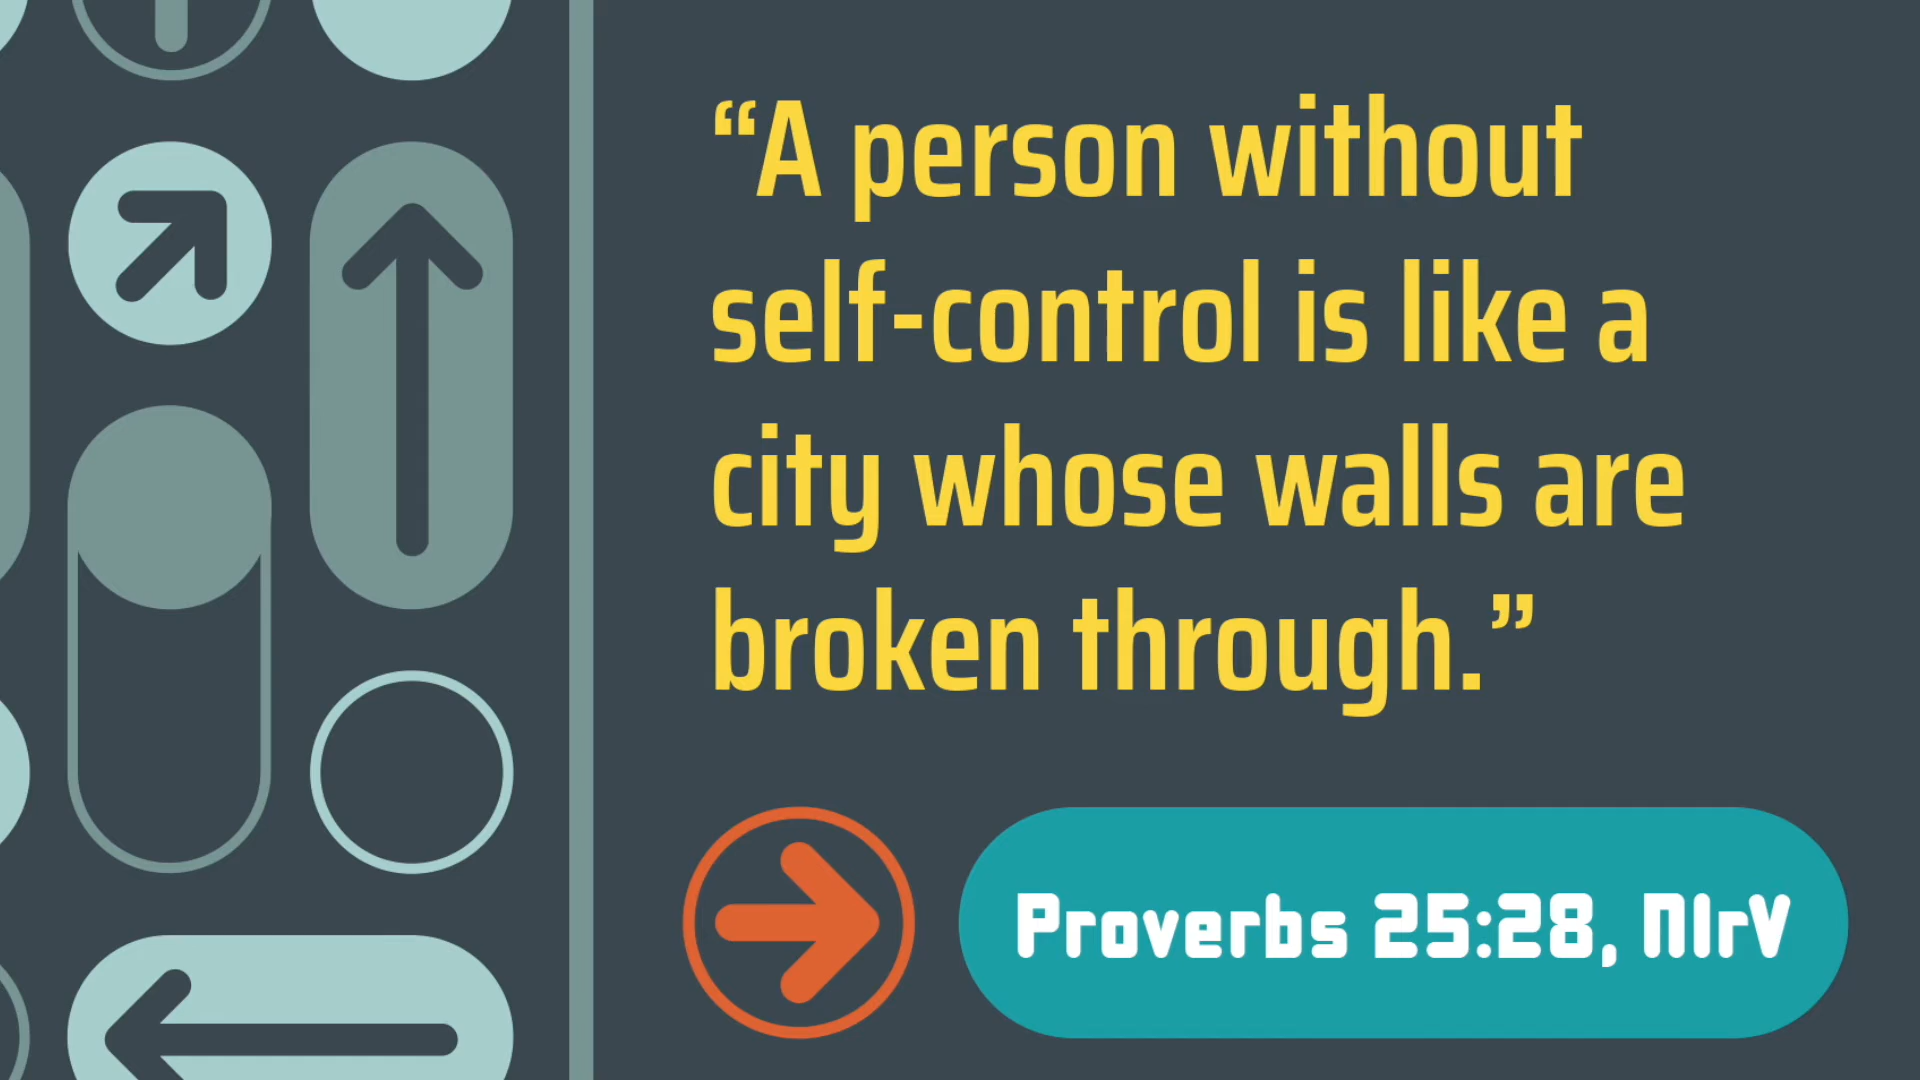 “A person without
self-control is like a
city whose walls are
broken through.”
Proverbs 25:28, NIrV